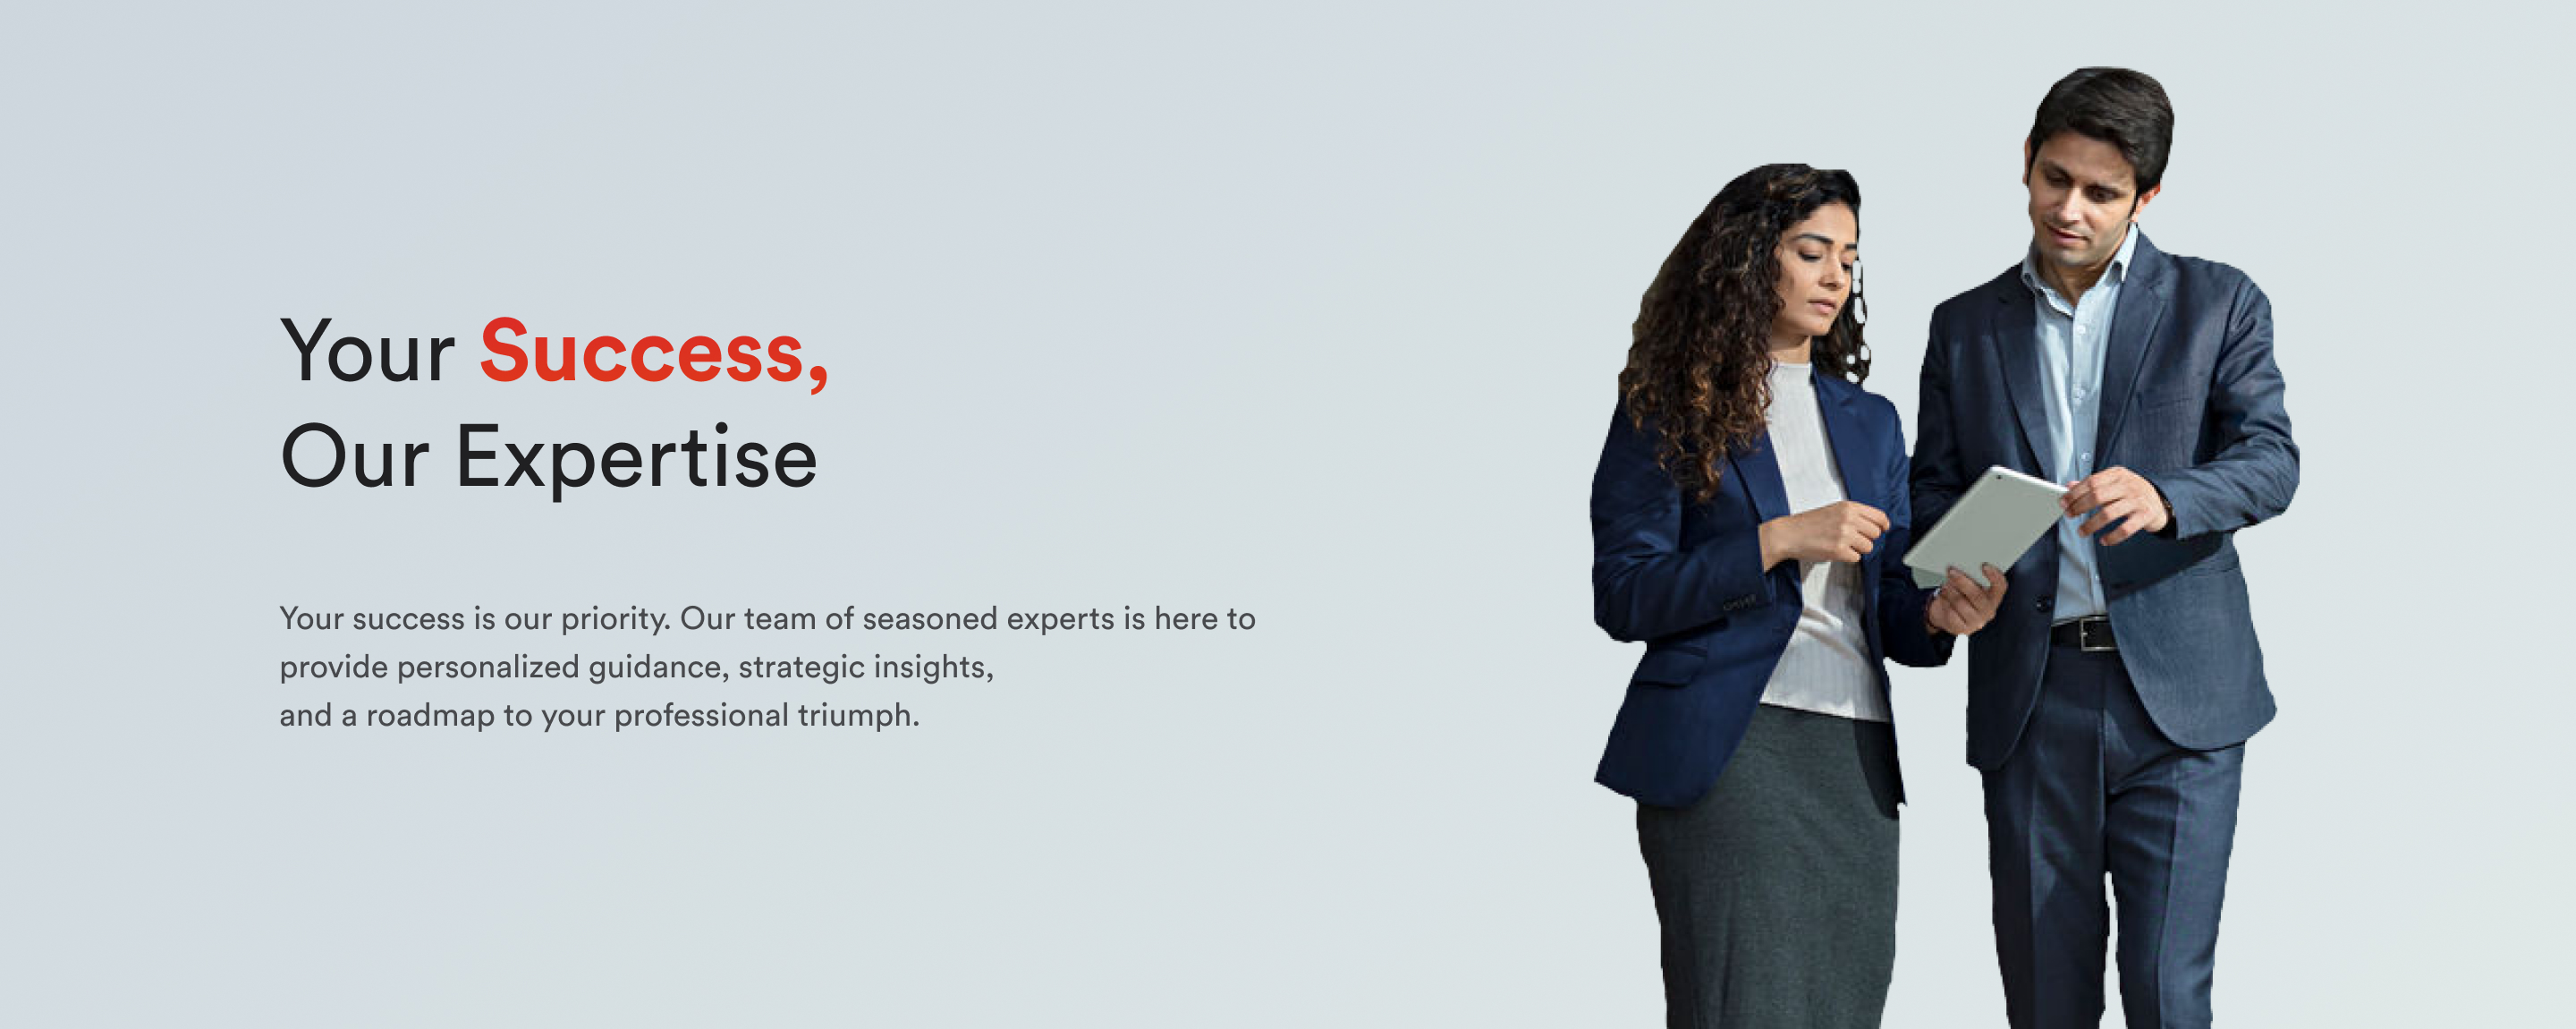 Your Success,
Our Expertise
Your success is our priority. Our team of seasoned experts is here to
provide personalized guidance, strategic insights,
and a roadmap to your professional triumph.